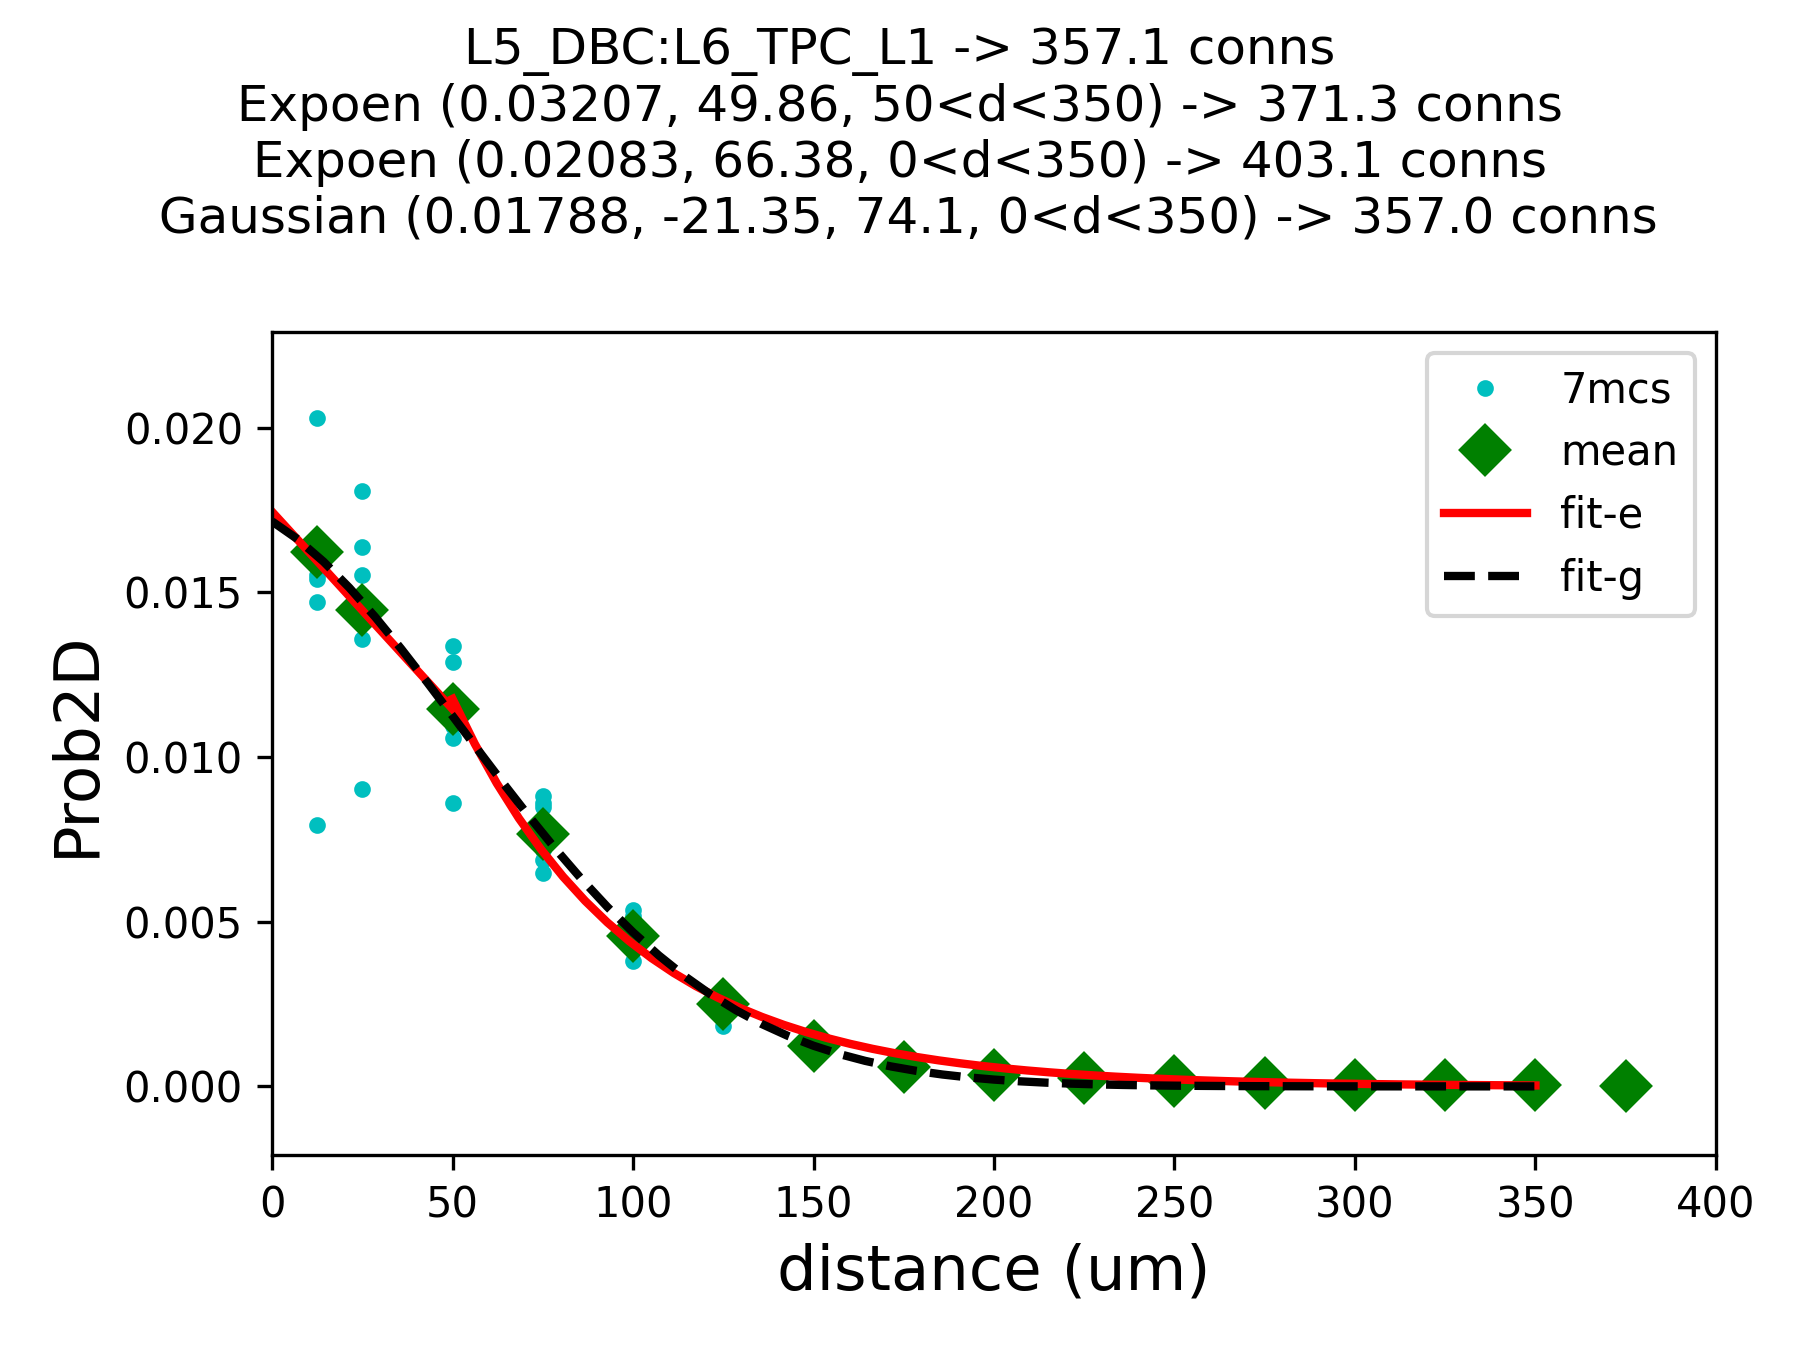 L5_DBC:L6_TPC_L1 -> 357.1 conns
Expoen (0.03207, 49.86, 50<d<350) -> 371.3 conns
Expoen (0.02083, 66.38, 0<d<350) -> 403.1 conns
Gaussian (0.01788, -21.35, 74.1, 0<d<350) -> 357.0 conns
7mcs
mean
fit-e
fit-g
Prob2D
0.020
0.015
0.010
0.005
0.000
0 50 100 150 200 250 300 350 400
distance (um)